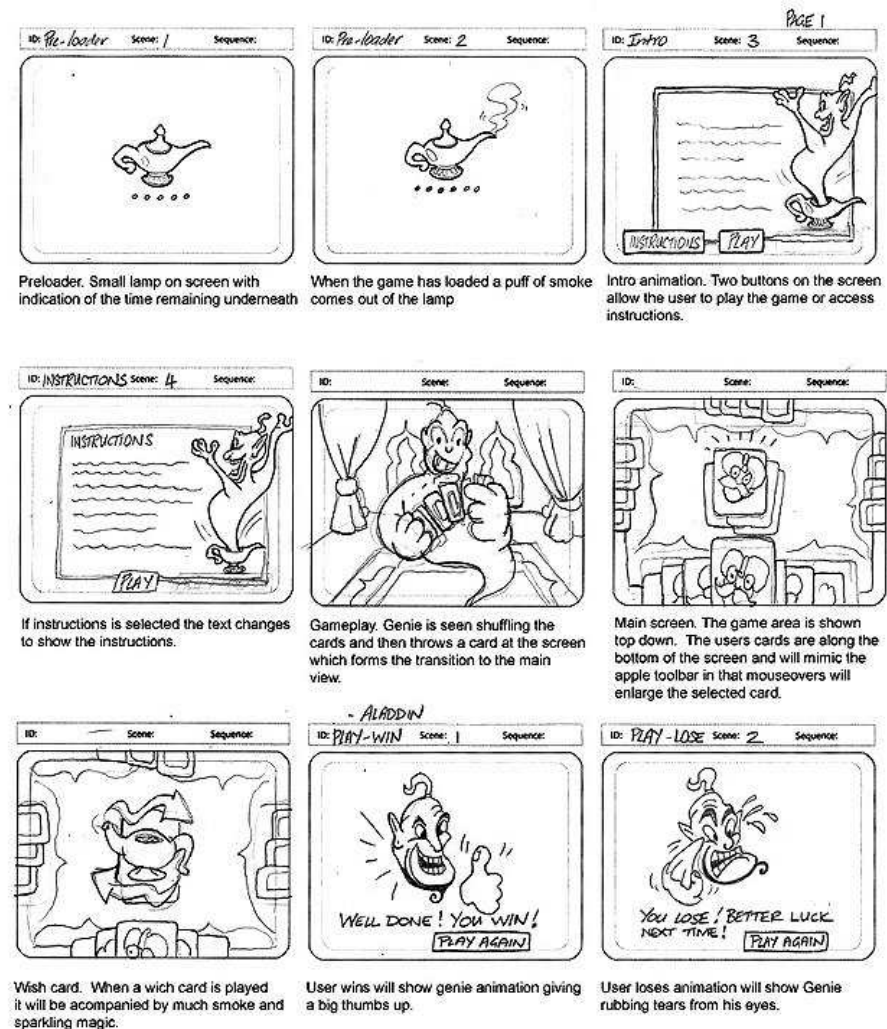 PAGE 1
ID: Pre-loader Scene: 1 Sequence:
ID: Pre-loader Scene: 2 Sequence:
ID: Intro Scene: 3 Sequence:
INSTRUCTIONS PLAY
Preloader. Small lamp on screen with
indication of the time remaining underneath
When the game has loaded a puff of smoke
comes out of the lamp
Intro animation. Two buttons on the screen
allow the user to play the game or access
instructions.
ID: INSTRUCTIONS Scene: 4 Sequence:
ID: Scene: Sequence:
ID: Scene: Sequence:
INSTRUCTIONS
PLAY
If instructions is selected the text changes
to show the instructions.
Gameplay. Genie is seen shuffling the
cards and then throws a card at the screen
which forms the transition to the main
view.
Main screen. The game area is shown
top down. The users cards are along the
bottom of the screen and will mimic the
apple toolbar in that mouseovers will
enlarge the selected card.
- ALADDIN
ID: Scene: Sequence:
ID: PLAY-WIN Scene: 1 Sequence:
ID: PLAY-LOSE Scene: 2 Sequence:
WELL DONE! YOU WIN!
PLAY AGAIN
YOU LOSE! BETTER LUCK
NEXT TIME!
PLAY AGAIN
Wish card. When a wich card is played
it will be acompanied by much smoke and
sparkling magic.
User wins will show genie animation giving
a big thumbs up.
User loses animation will show Genie
rubbing tears from his eyes.